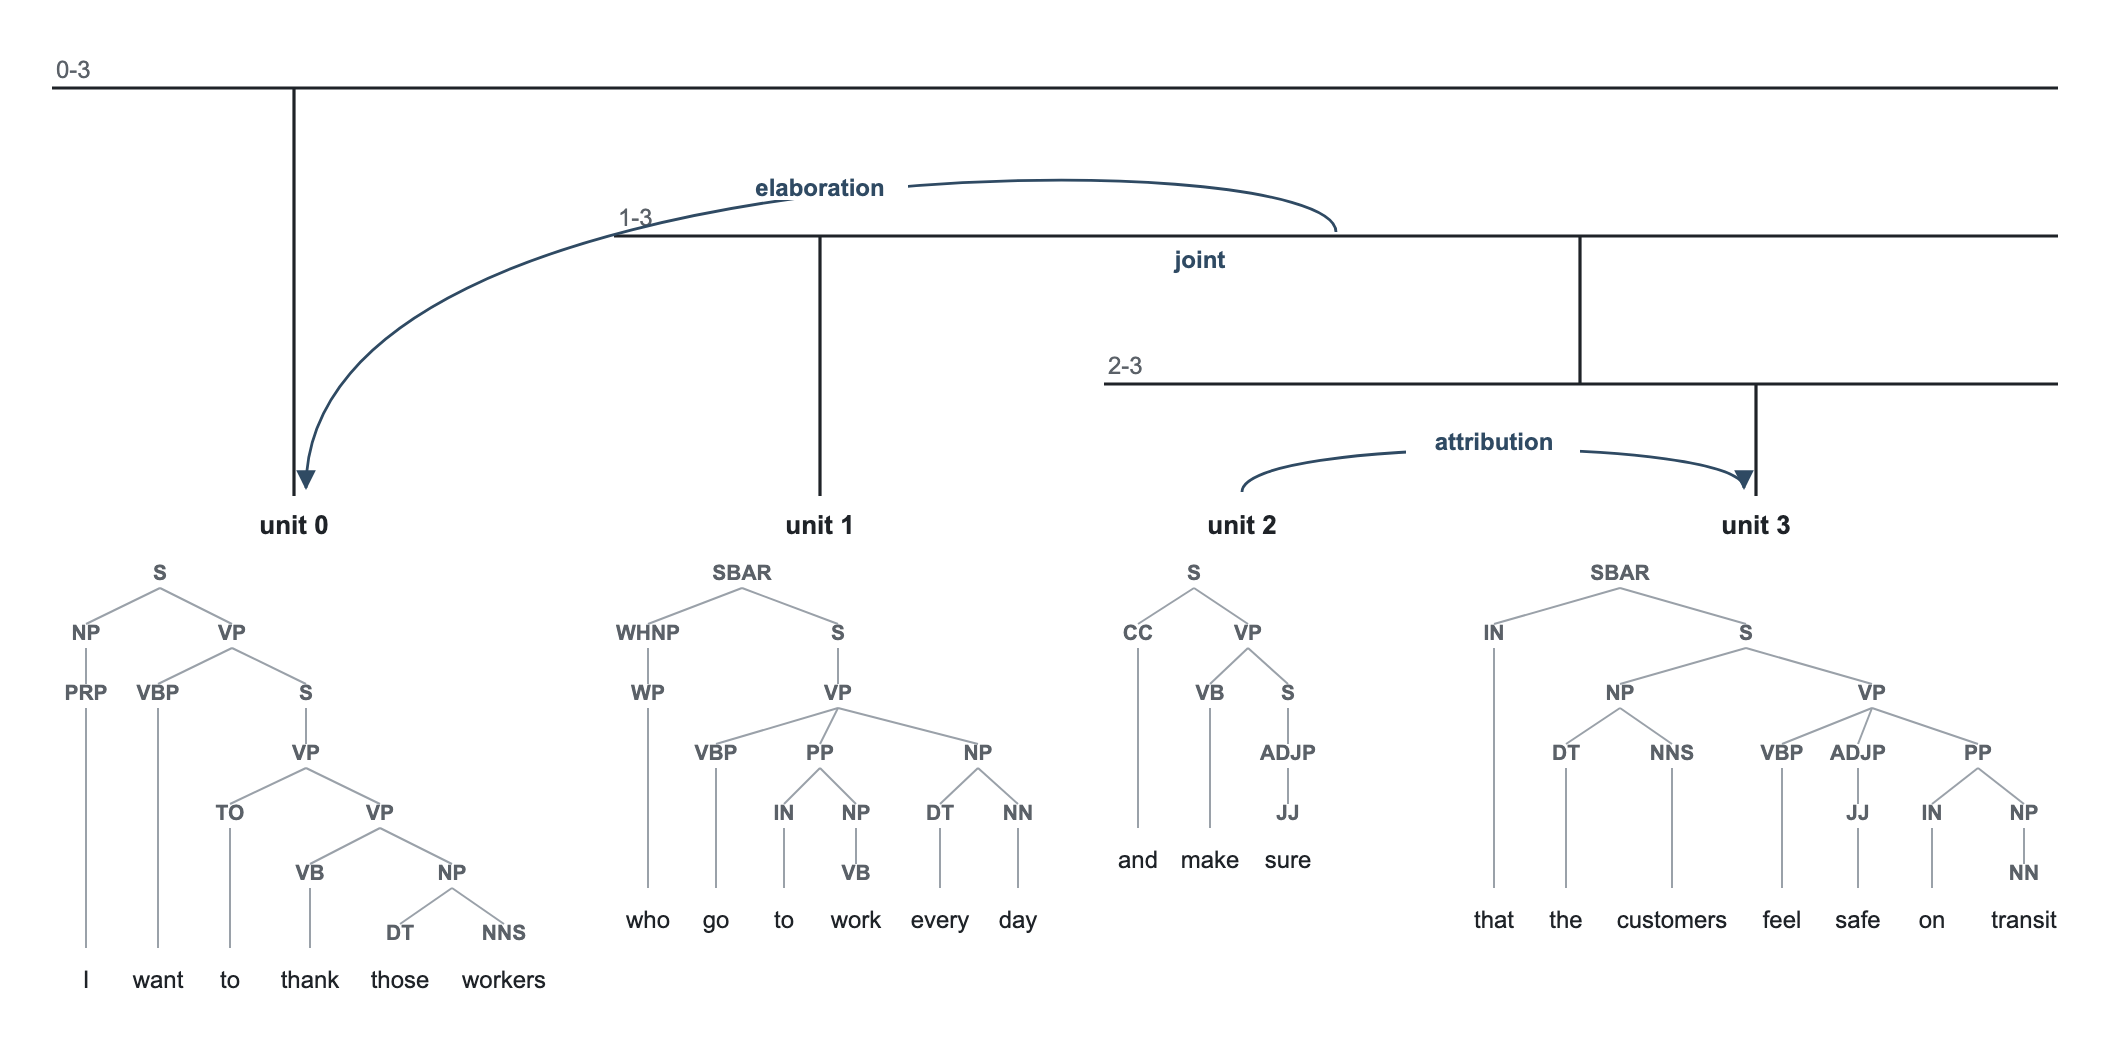 0-3
elaboration
1-3
joint
2-3
attribution
unit 0 unit 1 unit 2 unit 3
S SBAR S SBAR
NP VP WHNP S CC VP IN S
PRP VBP S WP VP VB S NP VP
VP VBP PP NP ADJP DT NNS VBP ADJP PP
TO VP IN NP DT NN JJ JJ IN NP
and make sure
VB NP VB NN
who go to work every day that the customers feel safe on transit
DT NNS
I want to thank those workers